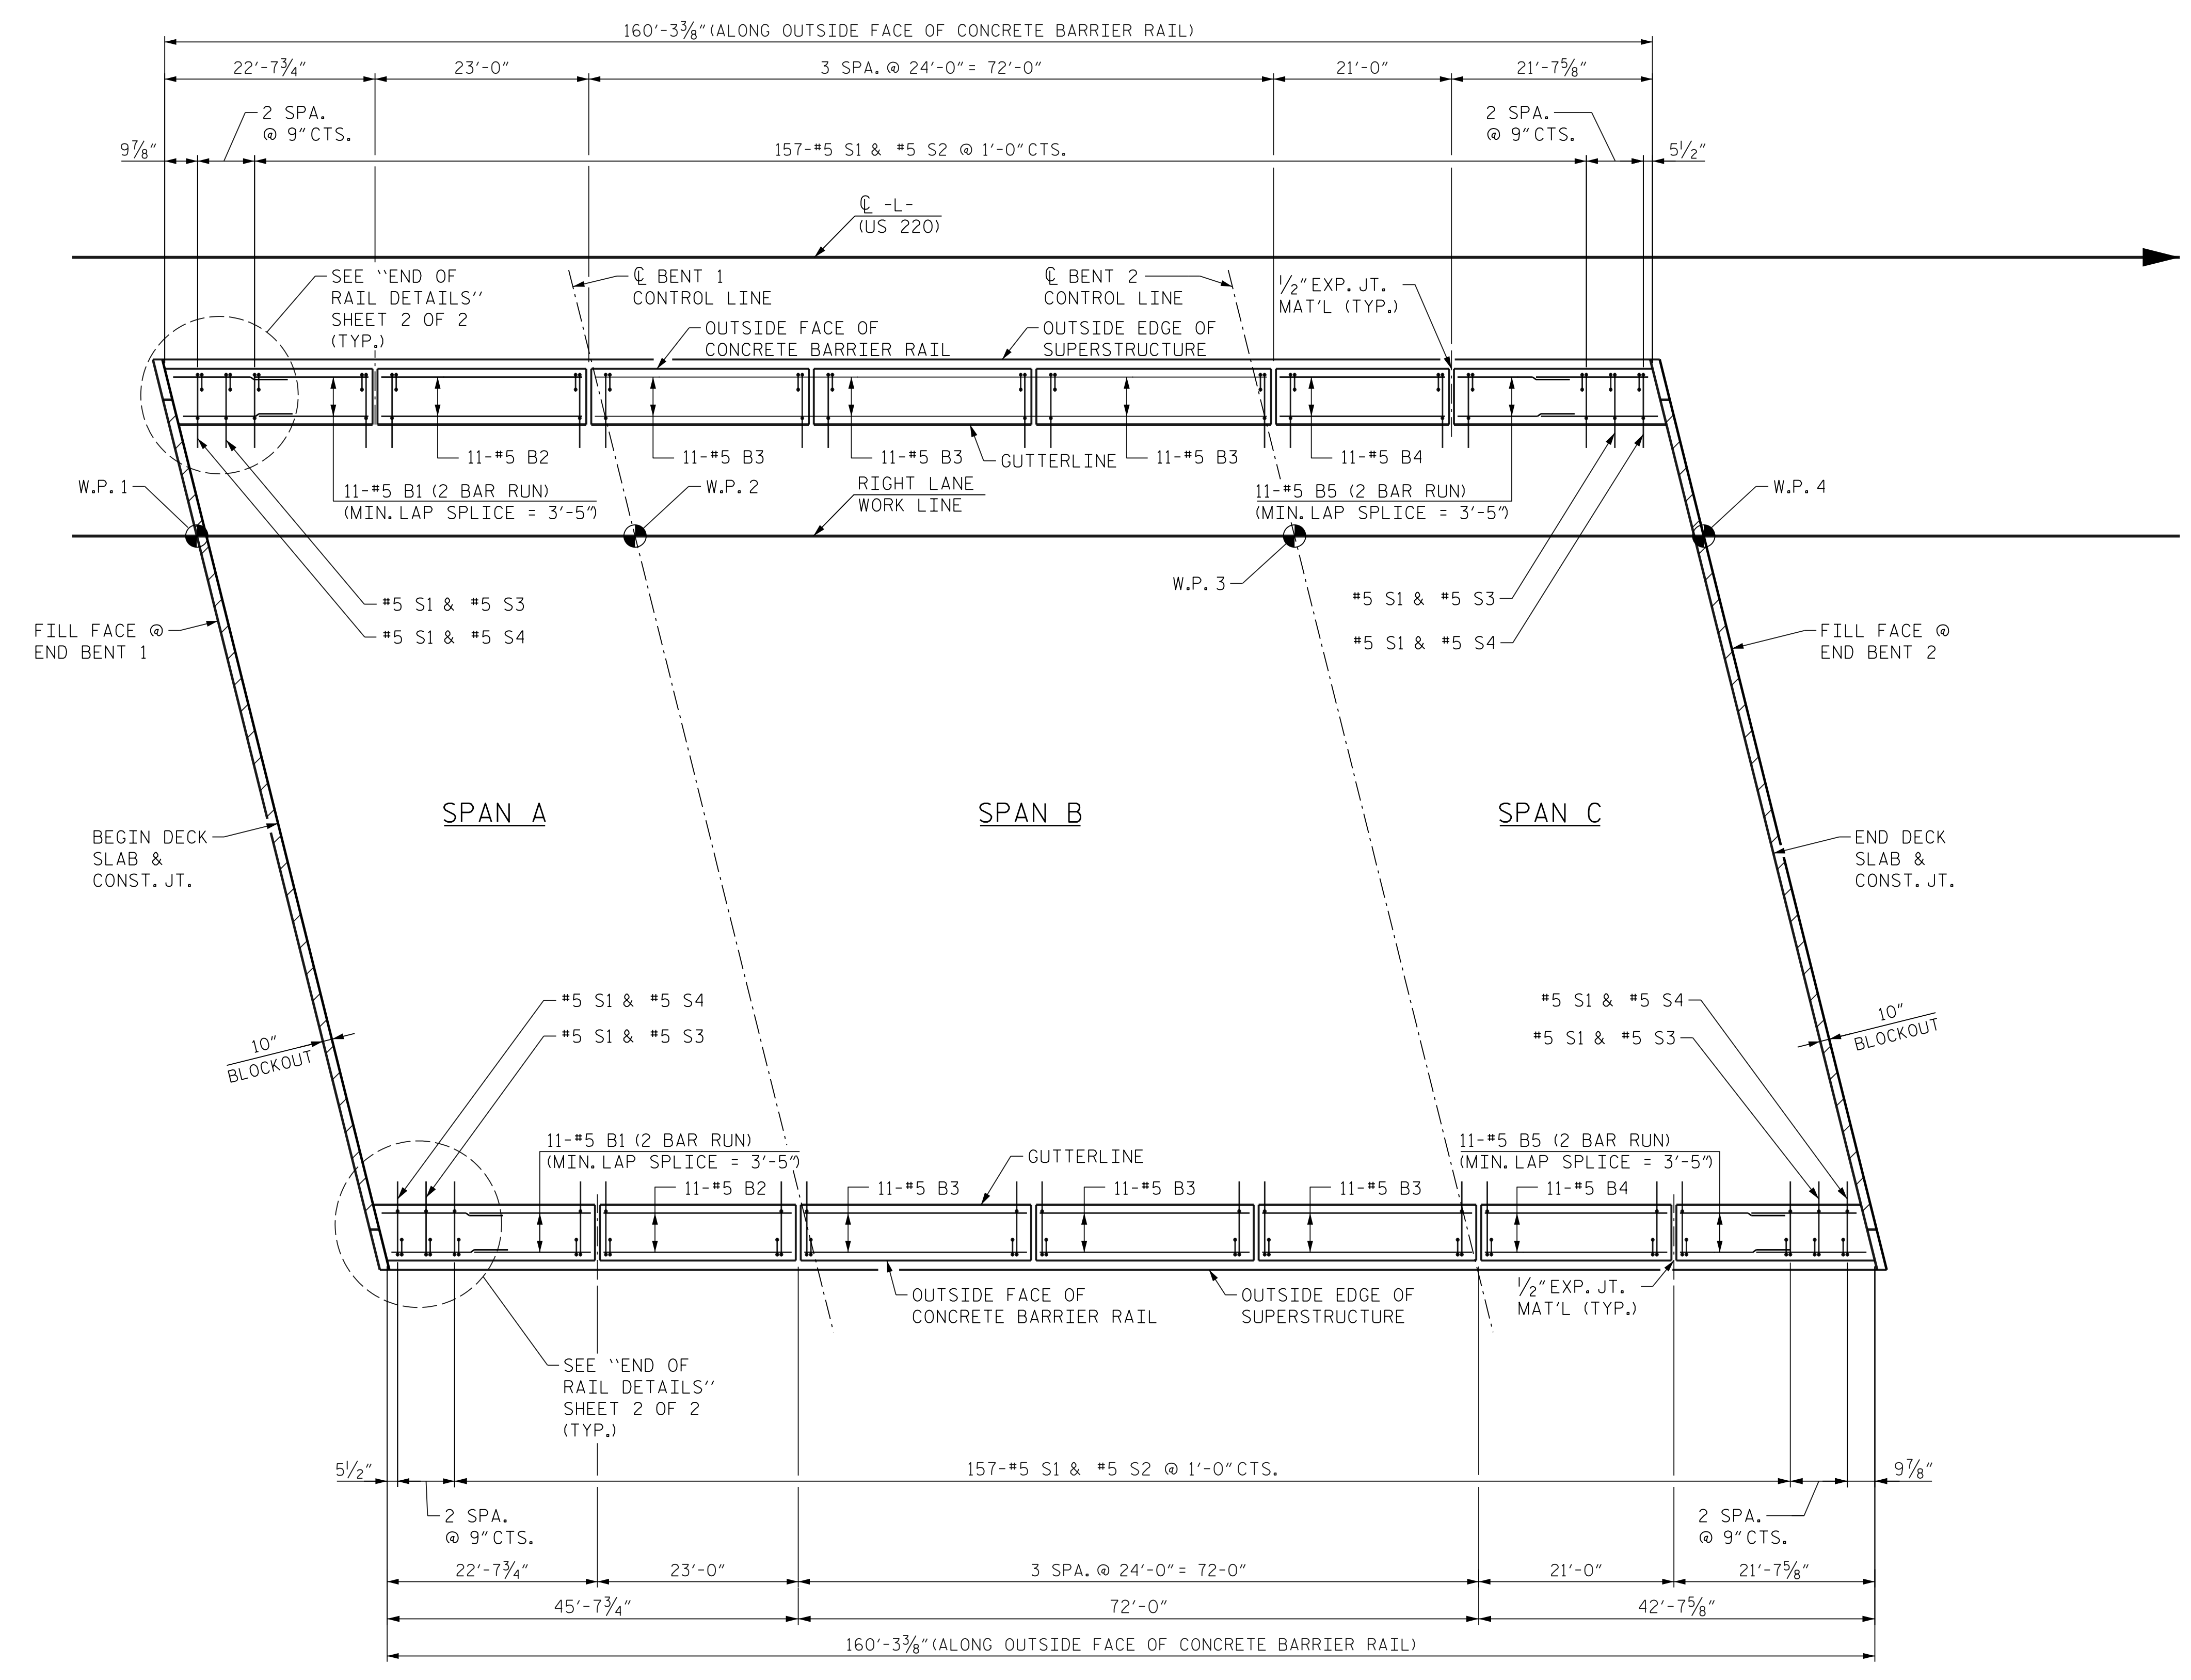 160′-3⅜″(ALONG OUTSIDE FACE OF CONCRETE BARRIER RAIL)
22′-7¾″
23′-0″
3 SPA. @ 24′-0″= 72′-0″
21′-0″
21′-7⅝″
2 SPA.
@ 9″CTS.
2 SPA.
@ 9″CTS.
9⅞″
157-#5 S1 & #5 S2 @ 1′-0″CTS.
5½″
℄ -L-
(US 220)
SEE ‶END OF
RAIL DETAILS″
SHEET 2 OF 2
(TYP.)
℄ BENT 1
CONTROL LINE
℄ BENT 2
CONTROL LINE
½″EXP. JT.
MAT'L (TYP.)
OUTSIDE FACE OF
CONCRETE BARRIER RAIL
OUTSIDE EDGE OF
SUPERSTRUCTURE
11-#5 B2
11-#5 B3
11-#5 B3
GUTTERLINE
11-#5 B3
11-#5 B4
W.P. 1
11-#5 B1 (2 BAR RUN)
(MIN. LAP SPLICE = 3′-5″)
W.P. 2
RIGHT LANE
WORK LINE
11-#5 B5 (2 BAR RUN)
(MIN. LAP SPLICE = 3′-5″)
W.P. 4
W.P. 3
#5 S1 & #5 S3
#5 S1 & #5 S4
#5 S1 & #5 S3
#5 S1 & #5 S4
FILL FACE @
END BENT 1
FILL FACE @
END BENT 2
SPAN A
SPAN B
SPAN C
BEGIN DECK
SLAB &
CONST. JT.
END DECK
SLAB &
CONST. JT.
#5 S1 & #5 S4
#5 S1 & #5 S3
#5 S1 & #5 S4
#5 S1 & #5 S3
10″
BLOCKOUT
10″
BLOCKOUT
11-#5 B1 (2 BAR RUN)
(MIN. LAP SPLICE = 3′-5″)
GUTTERLINE
11-#5 B5 (2 BAR RUN)
(MIN. LAP SPLICE = 3′-5″)
11-#5 B2
11-#5 B3
11-#5 B3
11-#5 B3
11-#5 B4
OUTSIDE FACE OF
CONCRETE BARRIER RAIL
OUTSIDE EDGE OF
SUPERSTRUCTURE
½″EXP. JT.
MAT'L (TYP.)
SEE ‶END OF
RAIL DETAILS″
SHEET 2 OF 2
(TYP.)
5½″
157-#5 S1 & #5 S2 @ 1′-0″CTS.
9⅞″
2 SPA.
@ 9″CTS.
2 SPA.
@ 9″CTS.
22′-7¾″
23′-0″
3 SPA. @ 24′-0″= 72-0″
21′-0″
21′-7⅝″
45′-7¾″
72′-0″
42′-7⅝″
160′-3⅜″(ALONG OUTSIDE FACE OF CONCRETE BARRIER RAIL)